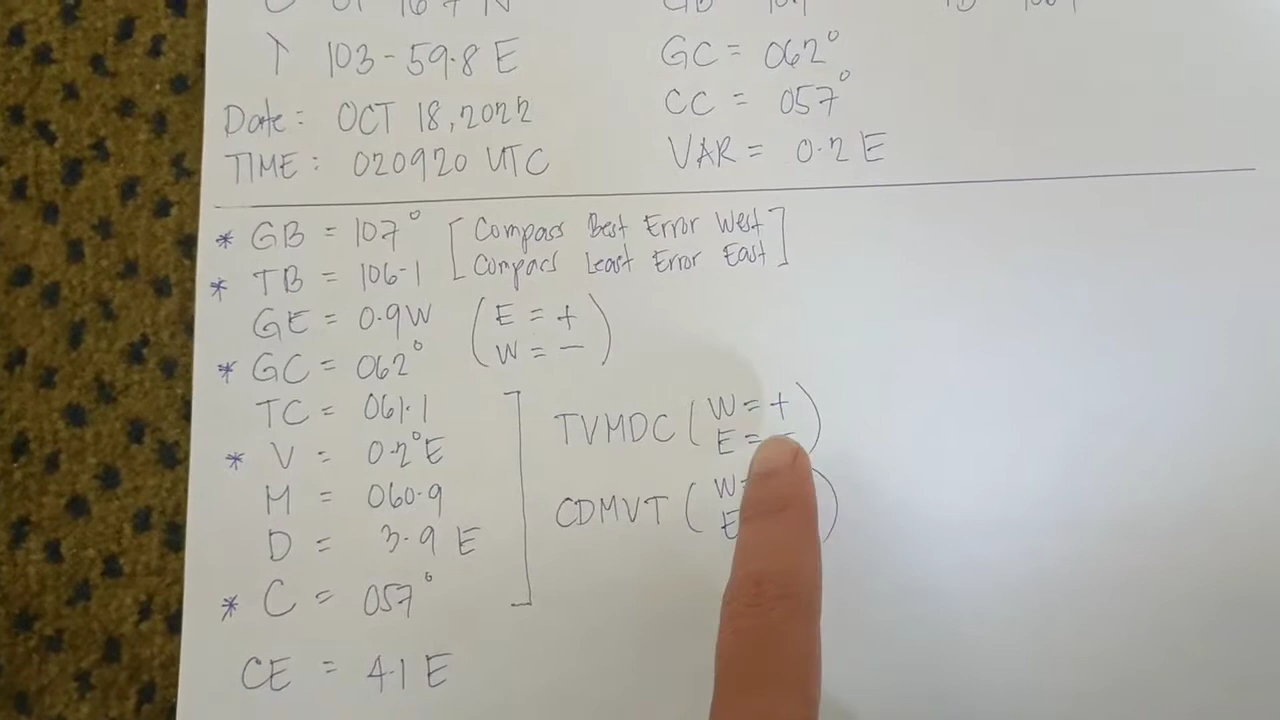 103-59.8 E
GC = 062°
Date: OCT 18, 2022
CC = 057°
TIME: 020920 UTC
VAR = 0.2 E
* GB = 107° [Compass Best Error West]
* TB = 106-1 [Compass Least Error East]
GE = 0.9W (E = +
W = -)
* GC = 062°
TC = 061.1
TVMDC (W = +
E = -)
* V = 0.2°E
M = 060.9
CDMVT (W=
E
D = 3.9 E
* C = 057°
CE = 4.1 E